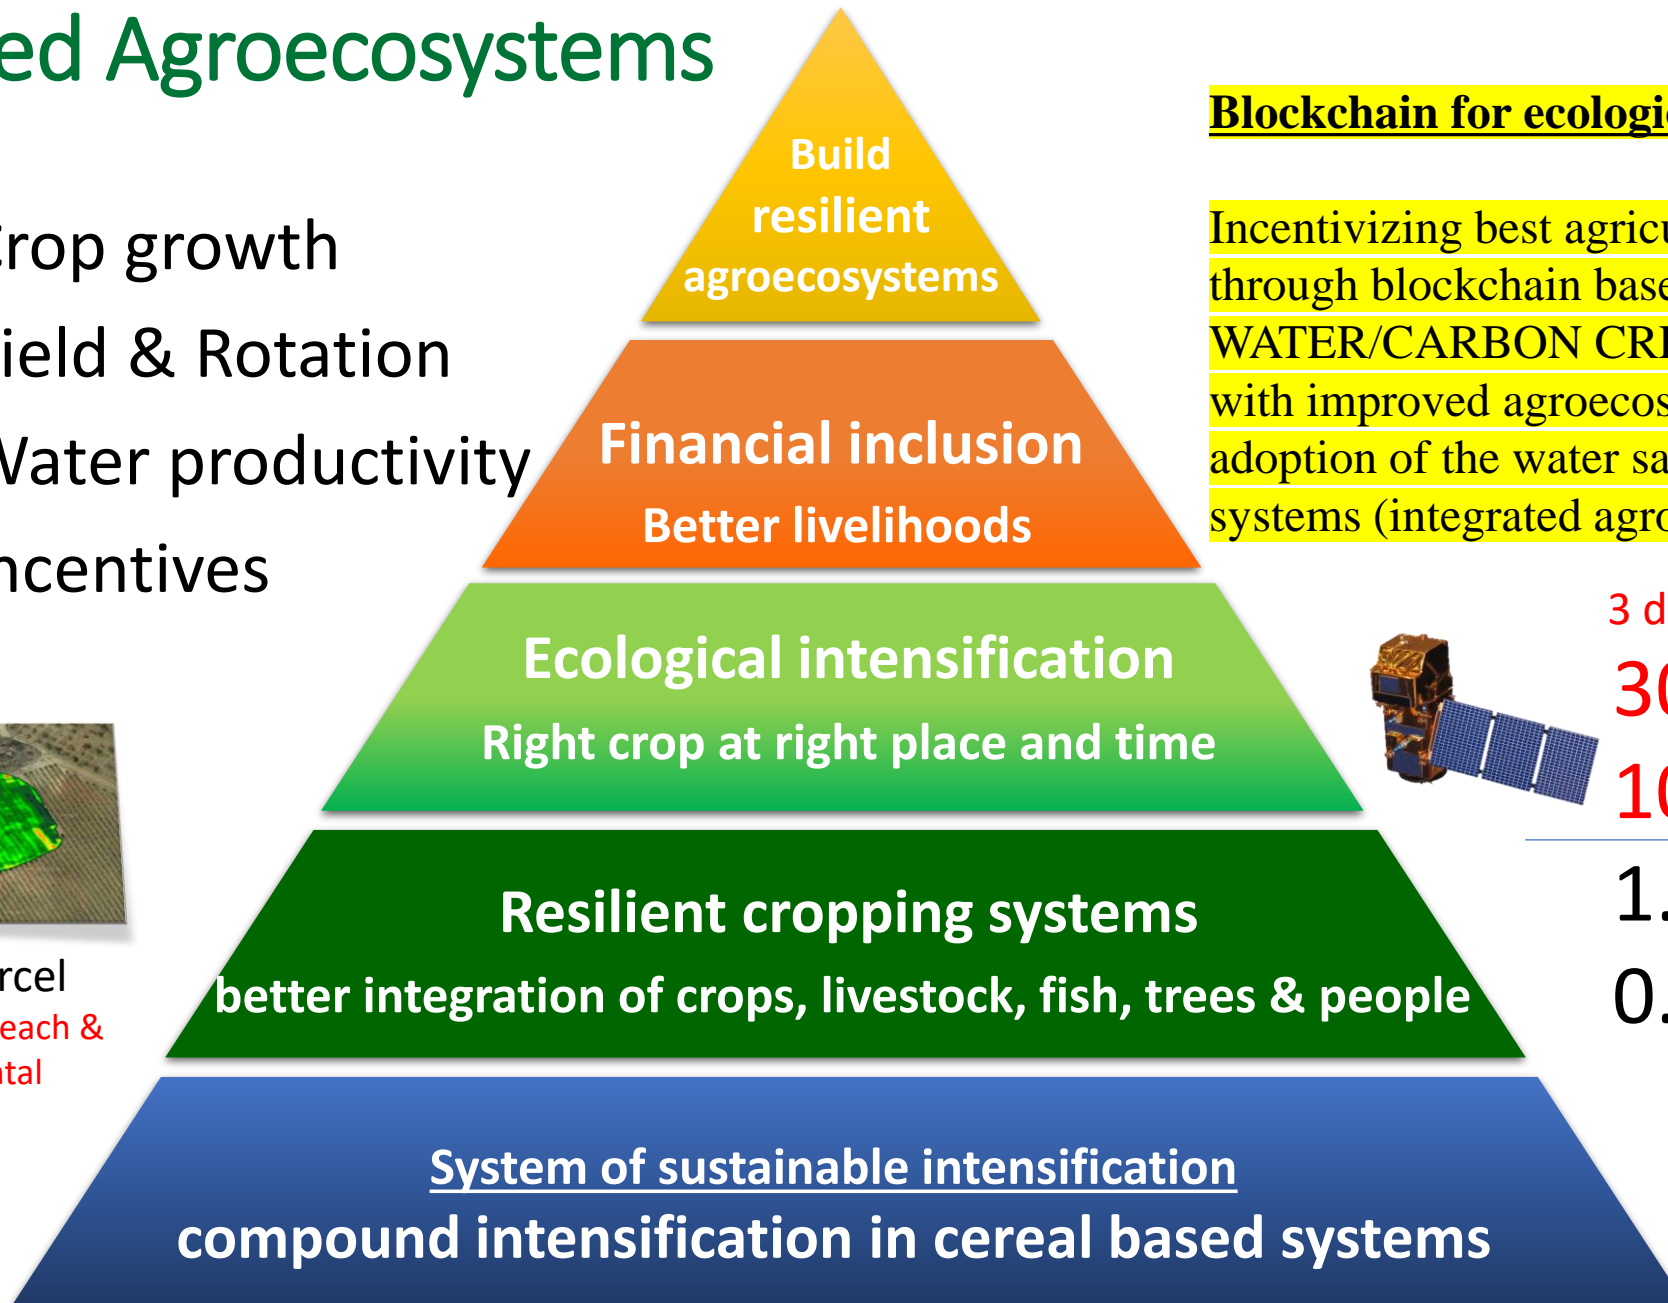 ed Agroecosystems
Crop growth
ield & Rotation
Water productivity
ncentives
rcel
each &
ntal
Build
resilient
agroecosystems
Financial inclusion
Better livelihoods
Ecological intensification
Right crop at right place and time
Resilient cropping systems
better integration of crops, livestock, fish, trees & people
System of sustainable intensification
compound intensification in cereal based systems
Blockchain for ecologi
Incentivizing best agricu
through blockchain base
WATER/CARBON CRE
with improved agroecos
adoption of the water sa
systems (integrated agro
3 d
30
10
1.
0.